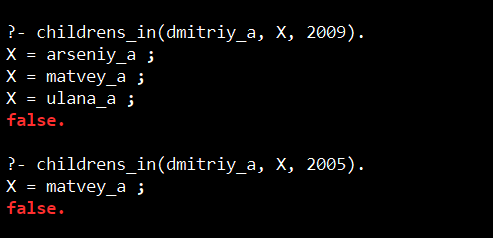 ?- childrens_in(dmitriy_a, X, 2009).
X = arseniy_a ;
X = matvey_a ;
X = ulana_a ;
false.
?- childrens_in(dmitriy_a, X, 2005).
X = matvey_a ;
false.